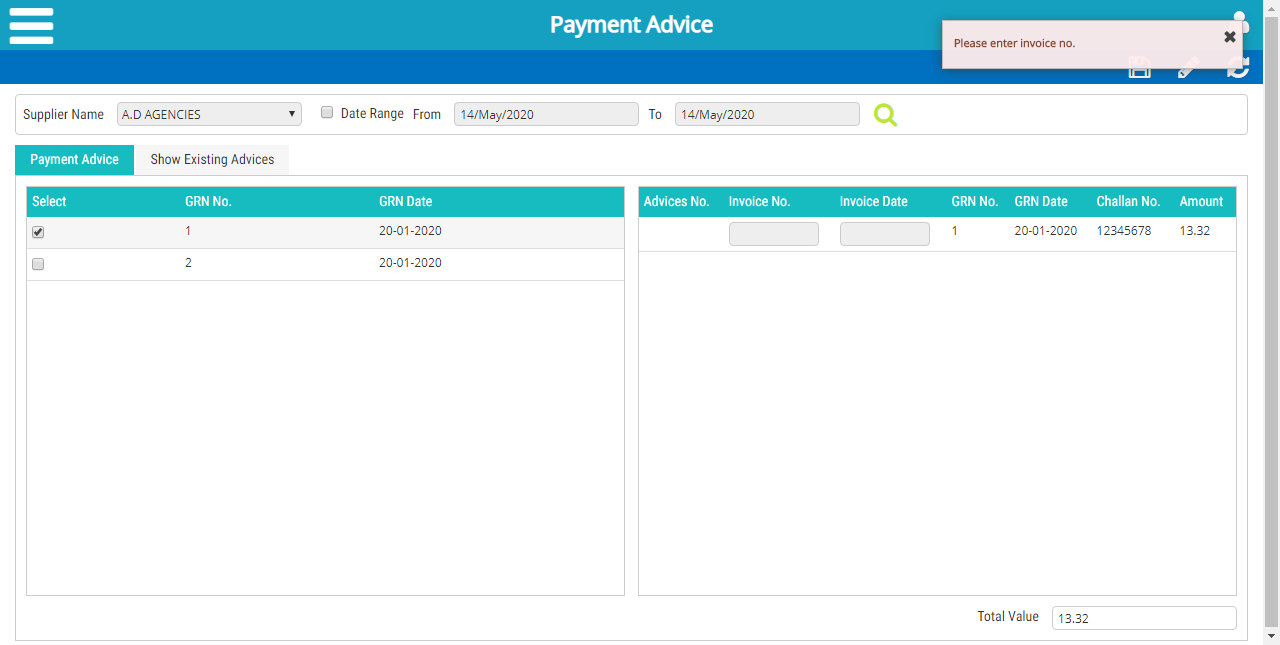 Payment Advice
Please enter invoice no.
Supplier Name A.D AGENCIES Date Range From 14/May/2020 To 14/May/2020
Payment Advice Show Existing Advices
Select GRN No. GRN Date
1 20-01-2020
2 20-01-2020
Advices No. Invoice No. Invoice Date GRN No. GRN Date Challan No. Amount
1 20-01-2020 12345678 13.32
Total Value 13.32